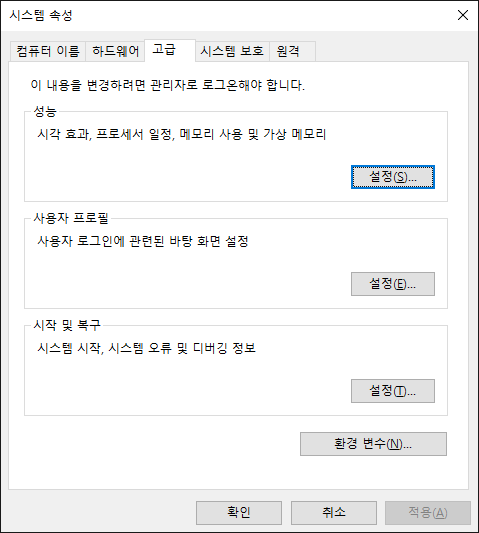 시스템 속성
컴퓨터 이름 하드웨어 고급 시스템 보호 원격
이 내용을 변경하려면 관리자로 로그온해야 합니다.
성능
시각 효과, 프로세서 일정, 메모리 사용 및 가상 메모리
설정(S)...
사용자 프로필
사용자 로그인에 관련된 바탕 화면 설정
설정(E)...
시작 및 복구
시스템 시작, 시스템 오류 및 디버깅 정보
설정(T)...
환경 변수(N)...
확인 취소 적용(A)